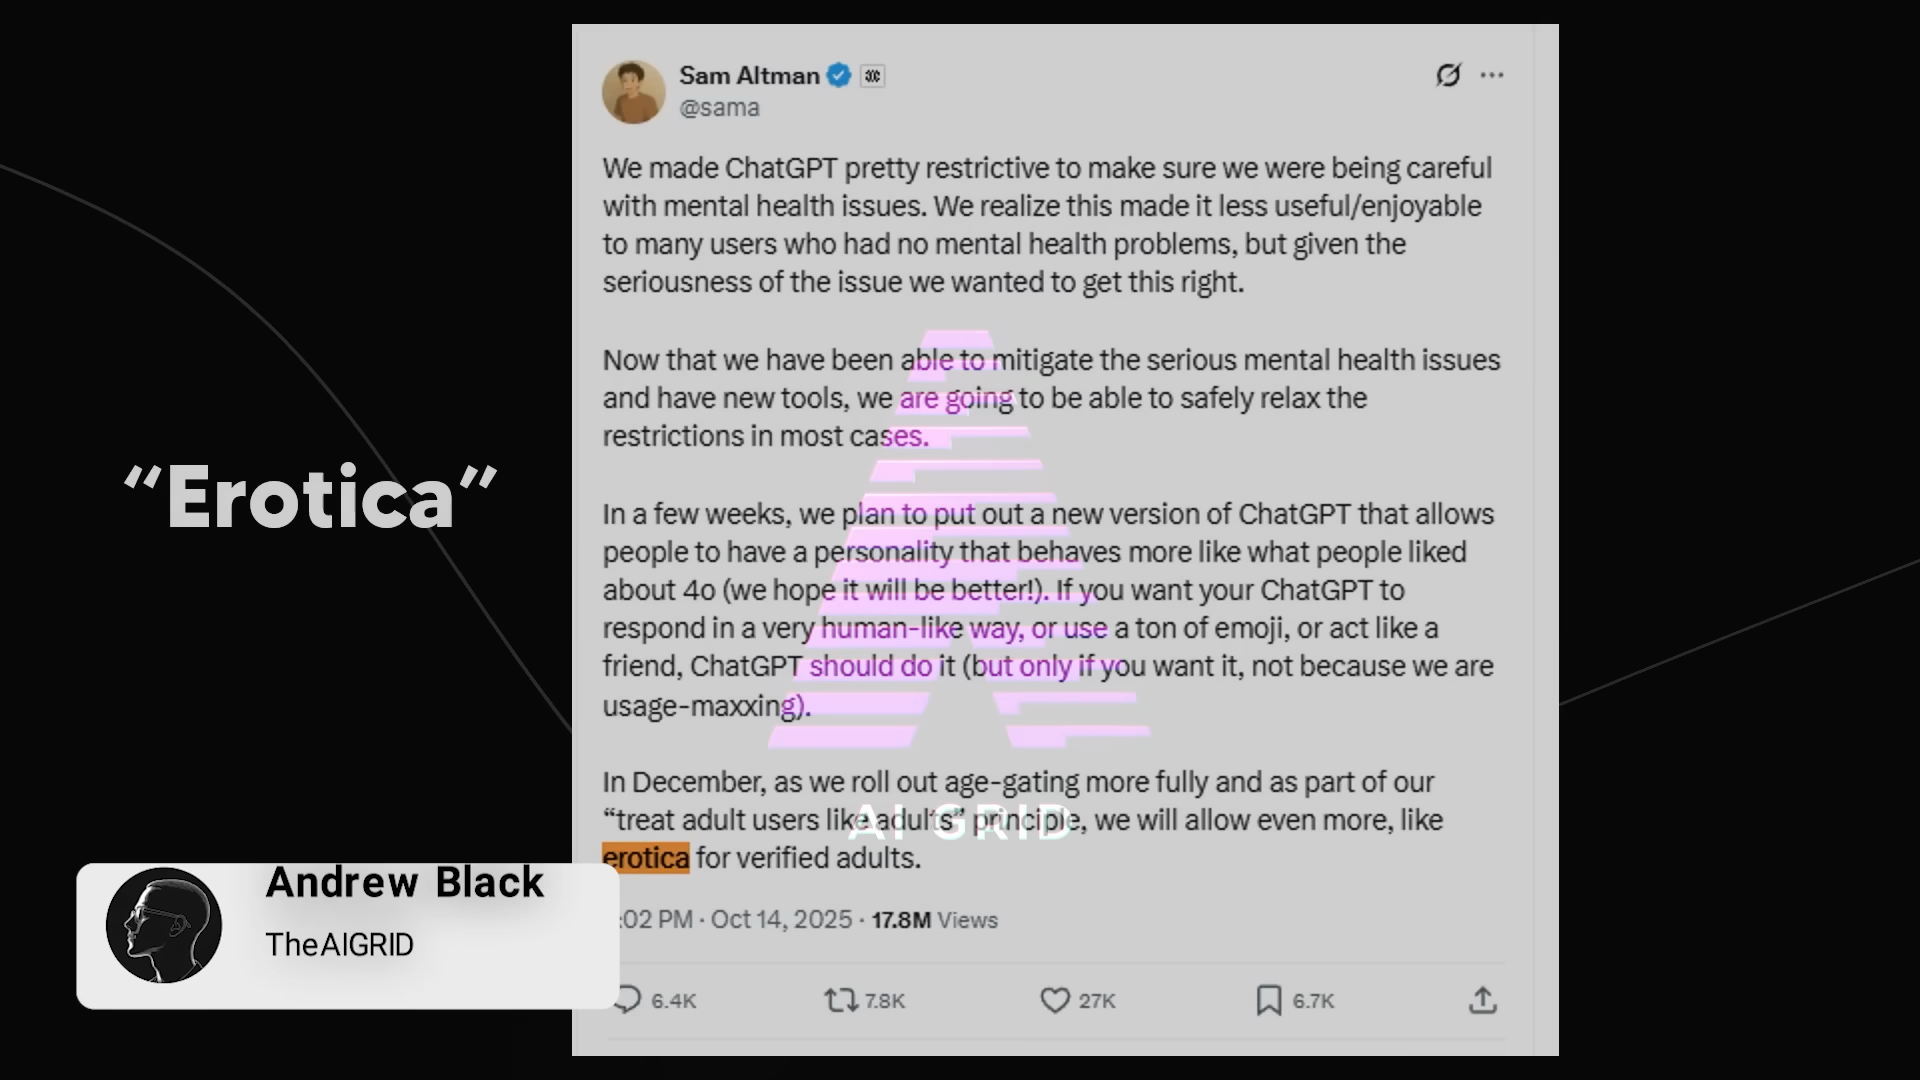 “Erotica”
Sam Altman
@sama
We made ChatGPT pretty restrictive to make sure we were being careful
with mental health issues. We realize this made it less useful/enjoyable
to many users who had no mental health problems, but given the
seriousness of the issue we wanted to get this right.
Now that we have been able to mitigate the serious mental health issues
and have new tools, we are going to be able to safely relax the
restrictions in most cases.
In a few weeks, we plan to put out a new version of ChatGPT that allows
people to have a personality that behaves more like what people liked
about 4o (we hope it will be better!). If you want your ChatGPT to
respond in a very human-like way, or use a ton of emoji, or act like a
friend, ChatGPT should do it (but only if you want it, not because we are
usage-maxxing).
In December, as we roll out age-gating more fully and as part of our
“treat adult users like adults” principle, we will allow even more, like
erotica for verified adults.
AI GRID
:02 PM · Oct 14, 2025 · 17.8M Views
6.4K 7.8K 27K 6.7K
Andrew Black
TheAIGRID